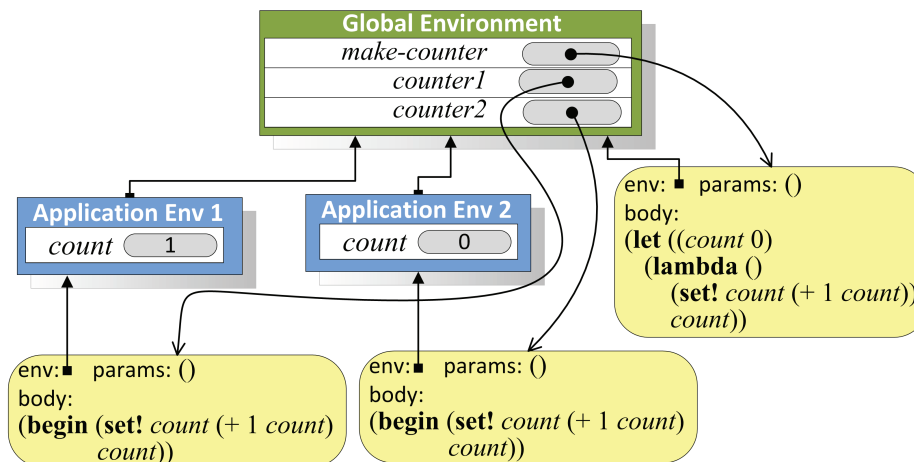 Global Environment
make-counter
counter1
counter2
env: params: ()
body:
(let ((count 0)
(lambda ()
(set! count (+ 1 count))
count))
Application Env 1
count 1
Application Env 2
count 0
env: params: ()
body:
(begin (set! count (+ 1 count)
count))
env: params: ()
body:
(begin (set! count (+ 1 count)
count))